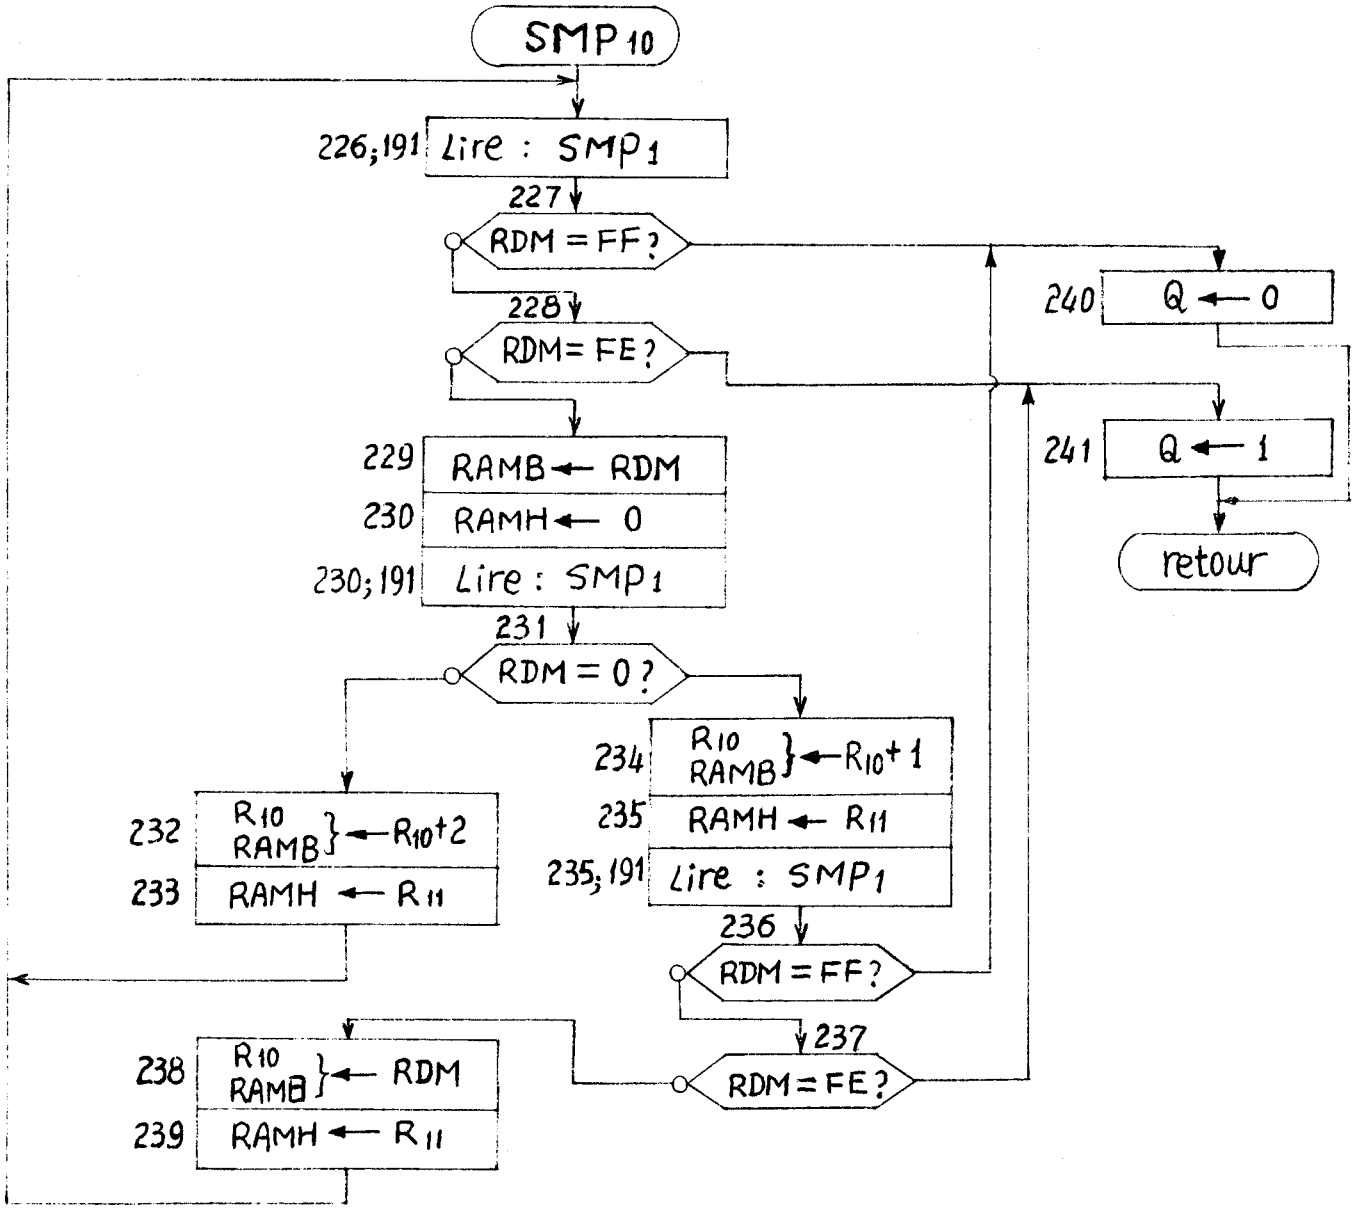 SMP10
226;191 Lire : SMP1
227
RDM = FF ?
228
240 Q ← 0
RDM = FE ?
229 RAMB ← RDM
241 Q ← 1
230 RAMH ← 0
230;191 Lire : SMP1
retour
231
RDM = 0 ?
234 R10
RAMB } ← R10+1
235 RAMH ← R11
232 R10
RAMB } ← R10+2
233 RAMH ← R11
235;191 Lire : SMP1
236
RDM = FF ?
237
238 R10
RAMB } ← RDM
RDM = FE ?
239 RAMH ← R11